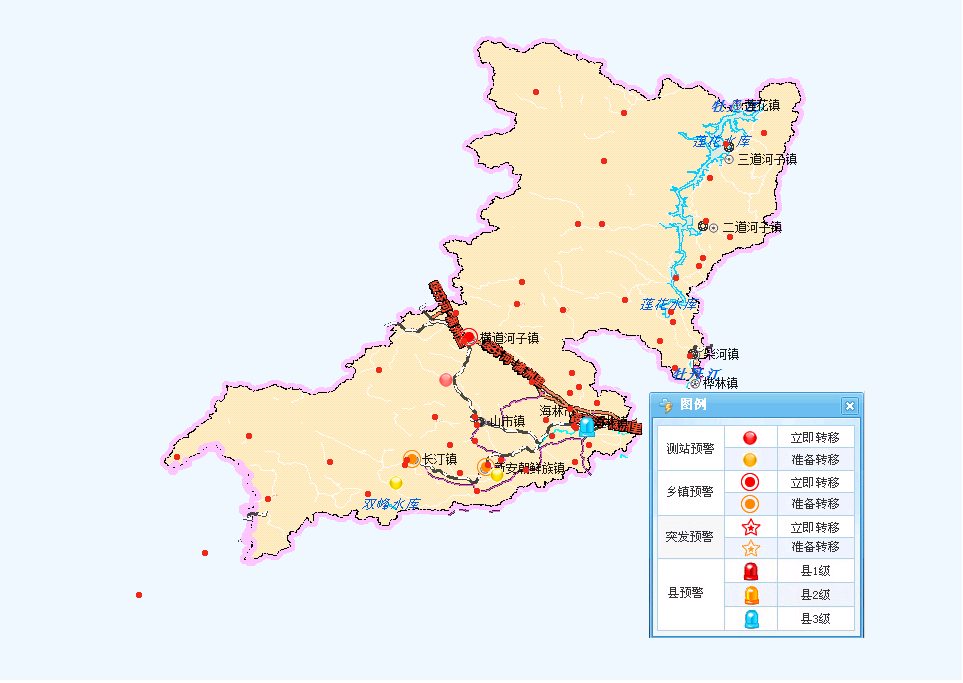 莲花镇
莲花水库
三道河子镇
二道河子镇
莲花水库
横道河子镇
柴河镇
牡丹江
桦林镇
海林市
山市镇
长汀镇
新安朝鲜族镇
双峰水库
图例
测站预警
立即转移
准备转移
乡镇预警
立即转移
准备转移
突发预警
立即转移
准备转移
县预警
县1级
县2级
县3级